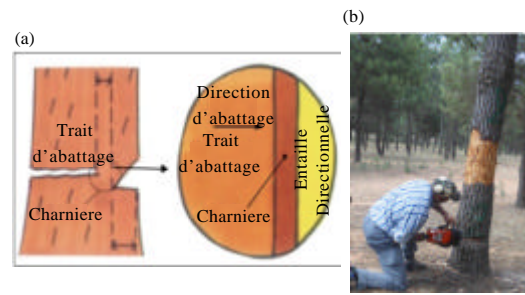 (a)
(b)
Trait
d'abattage
Charniere
Direction
d'abattage
Trait
d'abattage
Charniere
Entaille
Directionnelle